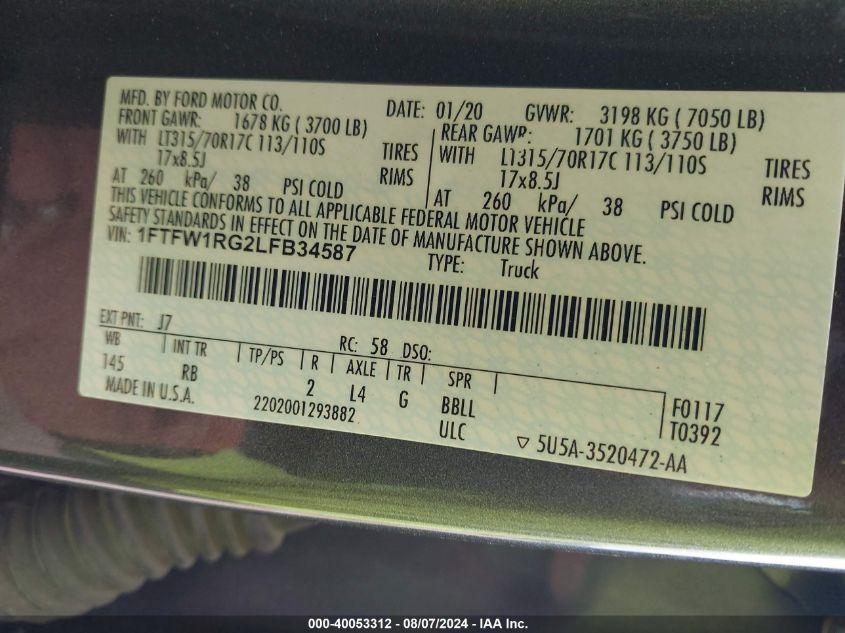 MFD. BY FORD MOTOR CO.
DATE: 01/20 GVWR: 3198 KG ( 7050 LB)
FRONT GAWR: 1678 KG ( 3700 LB)
WITH LT315/70R17C 113/110S TIRES
17x8.5J RIMS
AT 260 kPa/ 38 PSI COLD
REAR GAWR: 1701 KG ( 3750 LB)
WITH LT315/70R17C 113/110S TIRES
17x8.5J RIMS
AT 260 kPa/ 38 PSI COLD
THIS VEHICLE CONFORMS TO ALL APPLICABLE FEDERAL MOTOR VEHICLE
SAFETY STANDARDS IN EFFECT ON THE DATE OF MANUFACTURE SHOWN ABOVE.
VIN: 1FTFW1RG2LFB34587 TYPE: Truck
EXT PNT: J7 RC: 58 DSO:
WB INT TR TP/PS R AXLE TR SPR
145 RB 2 L4 G BBLL F0117
MADE IN U.S.A. 2202001293882 ULC T0392
▽ 5U5A-3520472-AA
000-40053312 - 08/07/2024 - IAA Inc.